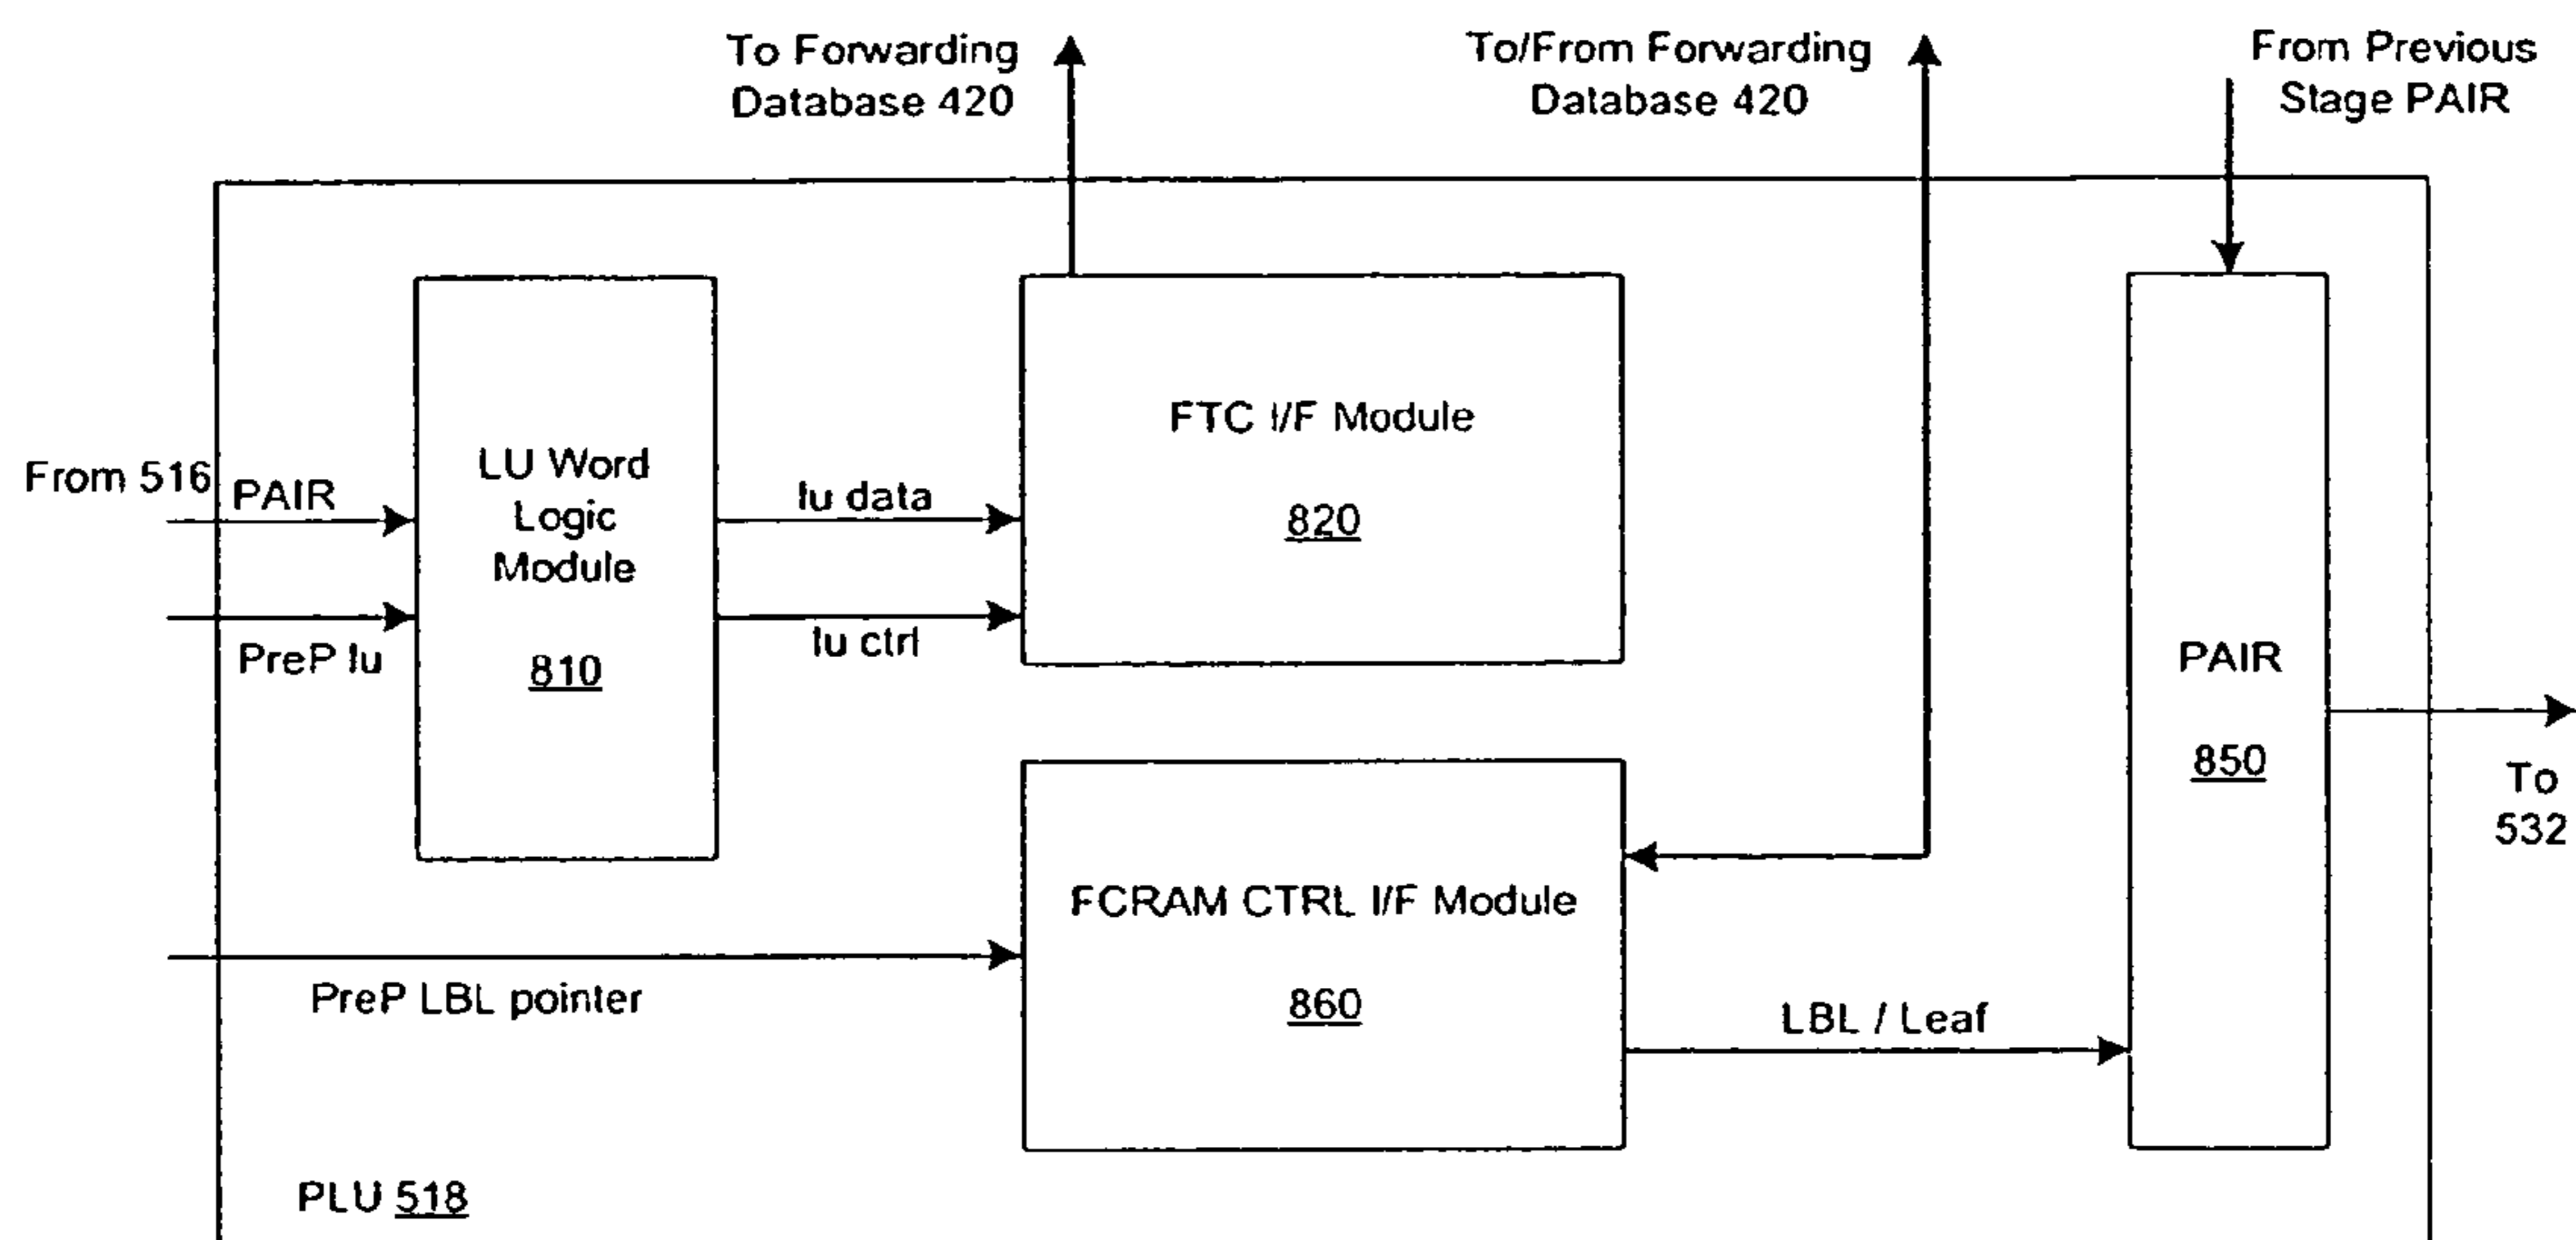 To Forwarding
Database 420
To/From Forwarding
Database 420
From Previous
Stage PAIR
From 516
PAIR
PreP lu
LU Word
Logic
Module
810
lu data
lu ctrl
FTC I/F Module
820
PAIR
850
To
532
PreP LBL pointer
FCRAM CTRL I/F Module
860
LBL / Leaf
PLU 518